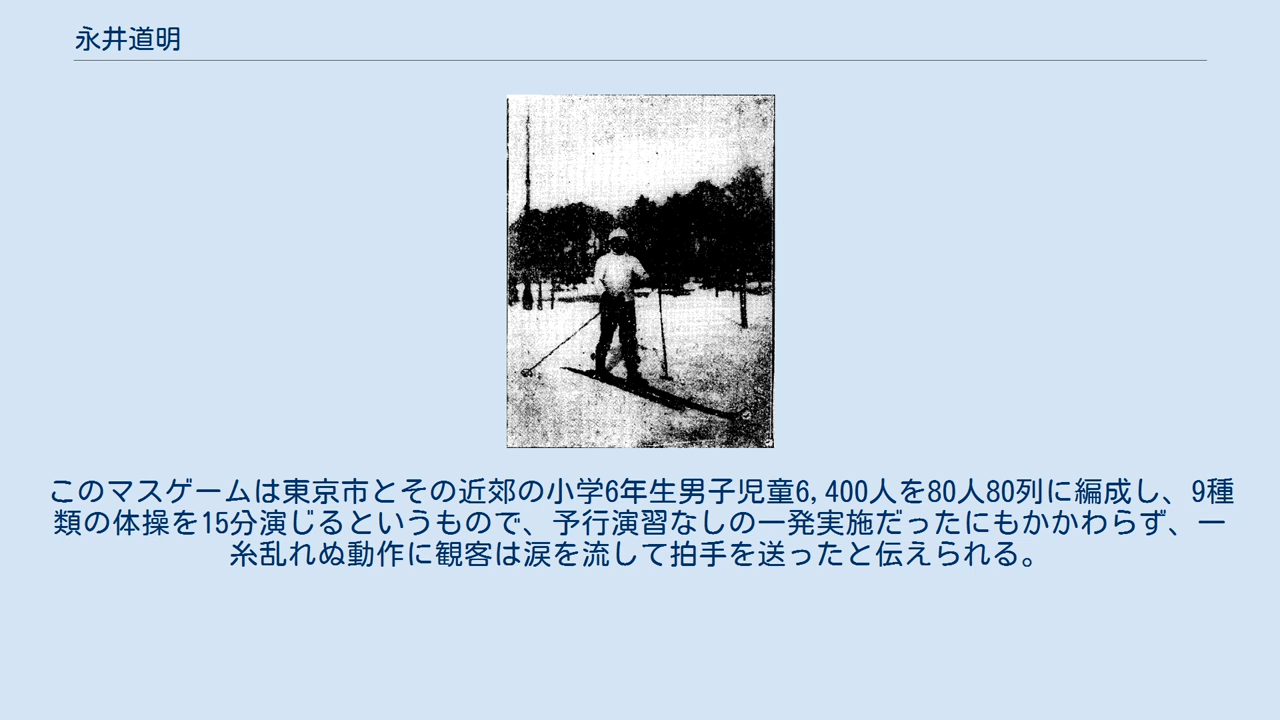 永井道明
このマスゲームは東京市とその近郊の小学6年生男子児童6,400人を80人80列に編成し、9種
類の体操を15分演じるというもので、予行演習なしの一発実施だったにもかかわらず、一
糸乱れぬ動作に観客は涙を流して拍手を送ったと伝えられる。